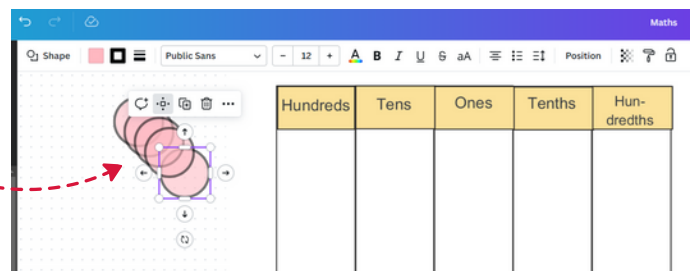 Maths
Shape Public Sans - 12 + A B I U S aA Position
Hundreds Tens Ones Tenths Hun-
dredths